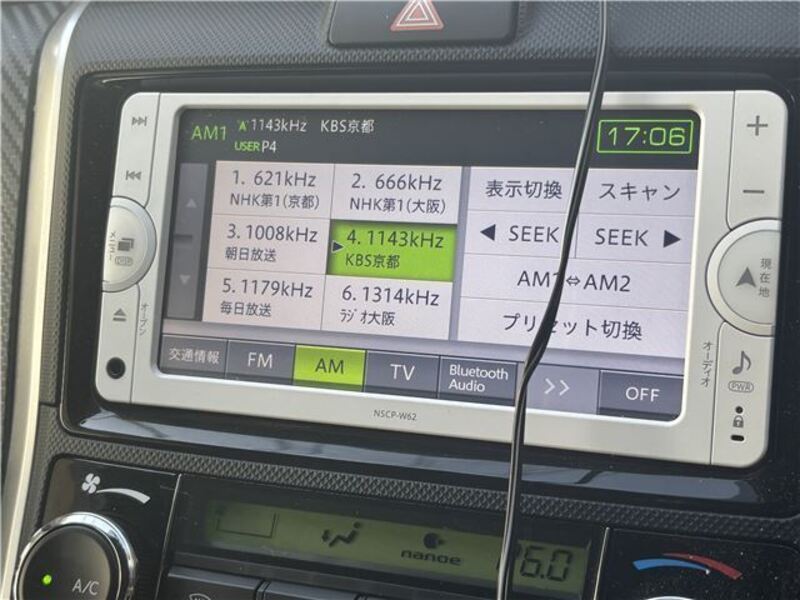 AM1 A 1143kHz KBS京都
USER P4
17:06
1. 621kHz
NHK第1(京都)
2. 666kHz
NHK第1(大阪)
3. 1008kHz
朝日放送
4. 1143kHz
KBS京都
5. 1179kHz
毎日放送
6. 1314kHz
ラジオ大阪
表示切換
スキャン
SEEK
SEEK
AM1⇔AM2
プリセット切換
交通情報
FM
AM
TV
Bluetooth
Audio
>>
OFF
NSCP-W62
メニュー
DISP
オープン
+
−
現在地
オーディオ
PWR
A/C
nanoe
26.0